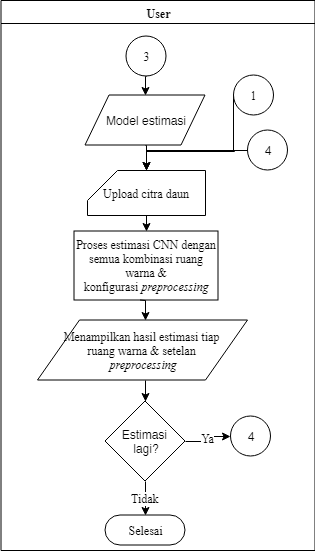 User
3
1
Model estimasi
4
Upload citra daun
Proses estimasi CNN dengan
semua kombinasi ruang
warna &
konfigurasi preprocessing
Menampilkan hasil estimasi tiap
ruang warna & setelan
preprocessing
Estimasi
lagi?
Ya
4
Tidak
Selesai